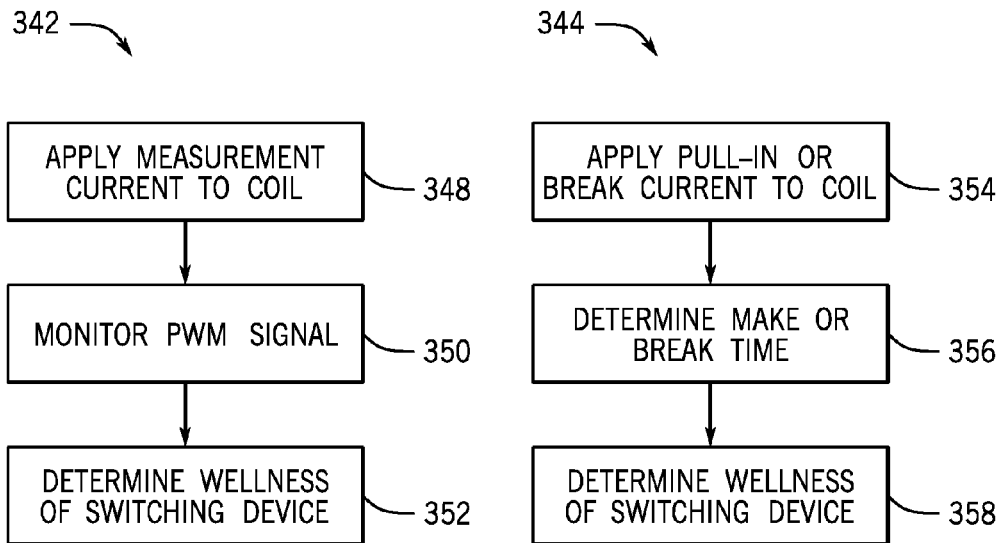 342
APPLY MEASUREMENT
CURRENT TO COIL
348
MONITOR PWM SIGNAL
350
DETERMINE WELLNESS
OF SWITCHING DEVICE
352
344
APPLY PULL-IN OR
BREAK CURRENT TO COIL
354
DETERMINE MAKE OR
BREAK TIME
356
DETERMINE WELLNESS
OF SWITCHING DEVICE
358